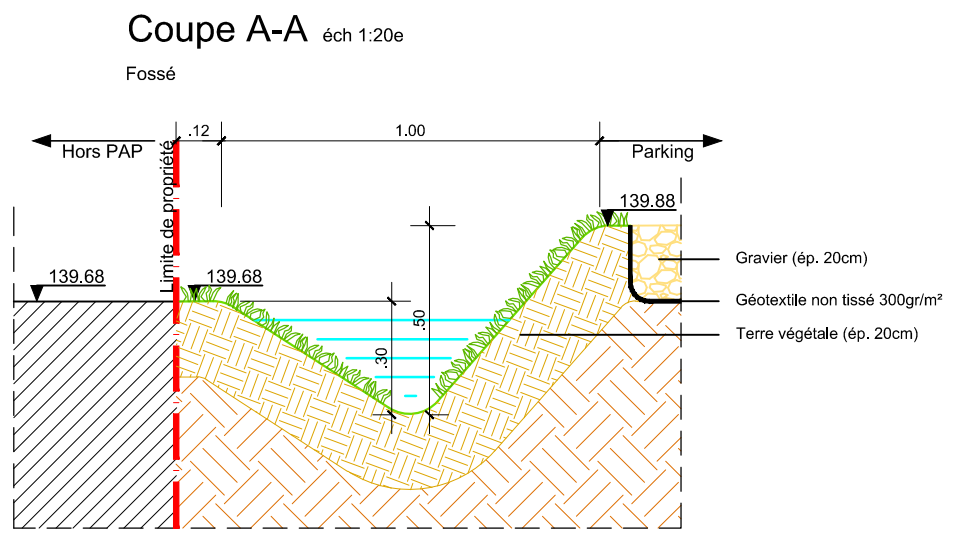 Coupe A-A éch 1:20e
Fossé
.12
1.00
Hors PAP
Parking
Limite de propriété
139.88
139.68
139.68
.50
.30
Gravier (ép. 20cm)
Géotextile non tissé 300gr/m²
Terre végétale (ép. 20cm)